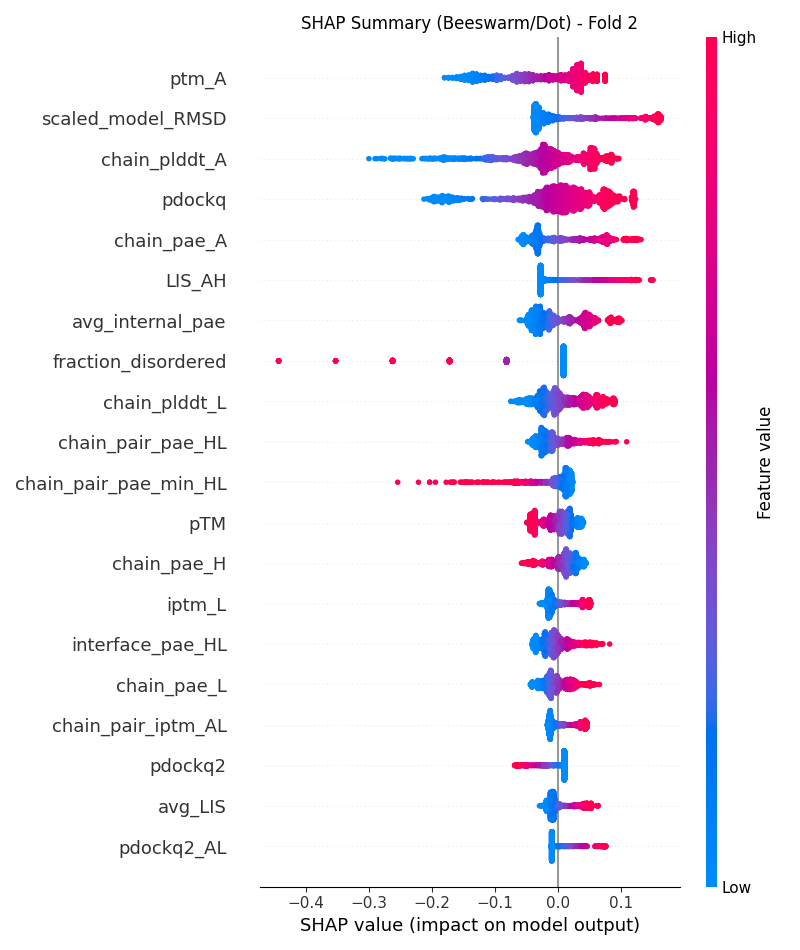 SHAP Summary (Beeswarm/Dot) - Fold 2
High
ptm_A
scaled_model_RMSD
chain_plddt_A
pdockq
chain_pae_A
LIS_AH
avg_internal_pae
fraction_disordered
chain_plddt_L
chain_pair_pae_HL
chain_pair_pae_min_HL
pTM
chain_pae_H
iptm_L
interface_pae_HL
chain_pae_L
chain_pair_iptm_AL
pdockq2
avg_LIS
pdockq2_AL
Feature value
Low
−0.4 −0.3 −0.2 −0.1 0.0 0.1
SHAP value (impact on model output)